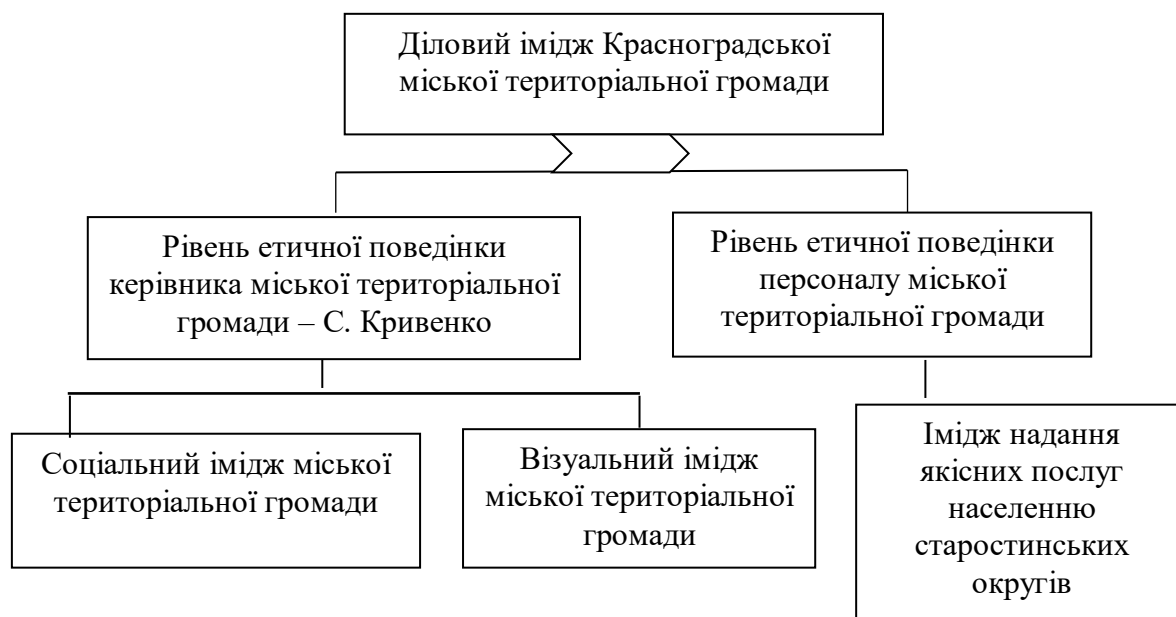 Діловий імідж Красноградської
міської територіальної громади
Рівень етичної поведінки
керівника міської територіальної
громади – С. Кривенко
Рівень етичної поведінки
персоналу міської
територіальної громади
Соціальний імідж міської
територіальної громади
Візуальний імідж
міської територіальної
громади
Імідж надання
якісних послуг
населенню
старостинських
округів